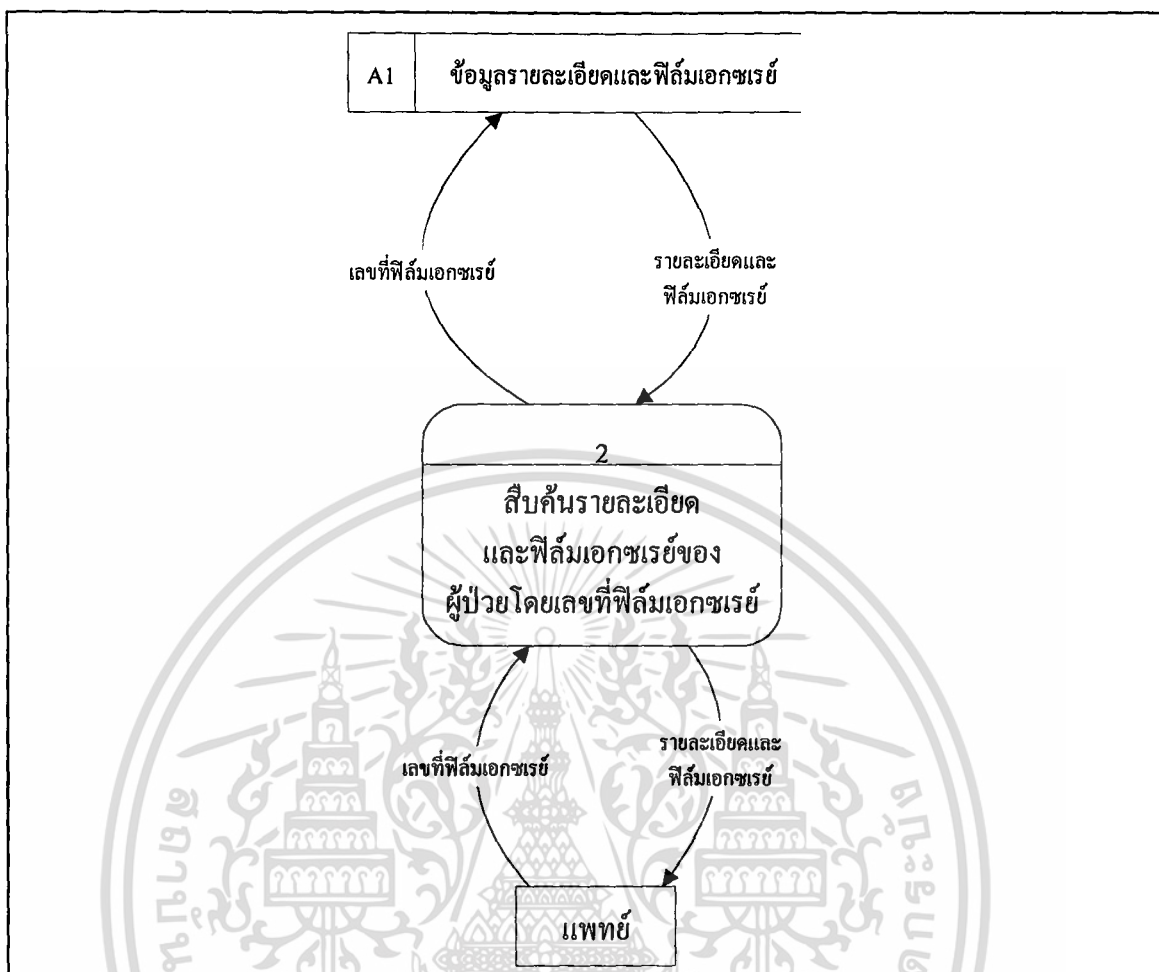 A1 ข้อมูลรายละเอียดและฟิล์มเอกซเรย์
เลขที่ฟิล์มเอกซเรย์
รายละเอียดและ
ฟิล์มเอกซเรย์
2
สืบค้นรายละเอียด
และฟิล์มเอกซเรย์ของ
ผู้ป่วยโดยเลขที่ฟิล์มเอกซเรย์
เลขที่ฟิล์มเอกซเรย์
รายละเอียดและ
ฟิล์มเอกซเรย์
แพทย์